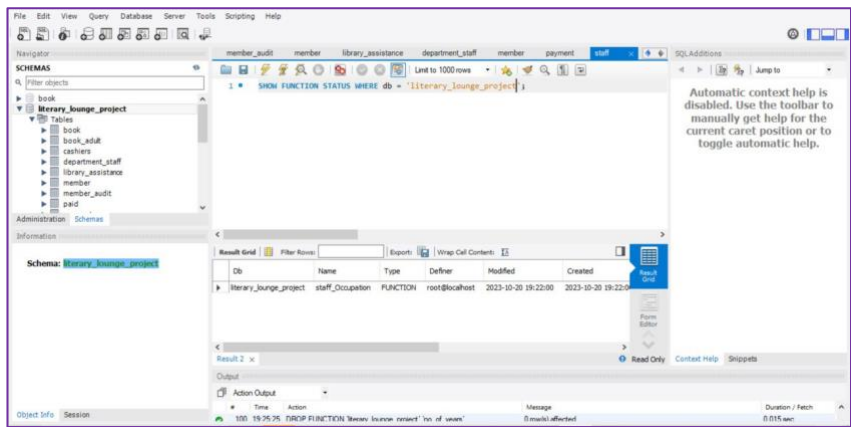 File Edit View Query Database Server Tools Scripting Help
Navigator
SCHEMAS
Filter objects
book
literary_lounge_project
Tables
book
book_adult
cashiers
department_staff
library_assistance
member
member_audit
paid
Administration Schemas
Information
Schema: literary_lounge_project
Object Info Session
member_audit member library_assistance department_staff member payment staff
Limit to 1000 rows
1 SHOW FUNCTION STATUS WHERE db = 'literary_lounge_project';
Result Grid Filter Rows: Export: Wrap Cell Content:
Db Name Type Definer Modified Created
literary_lounge_project staff_Occupation FUNCTION root@localhost 2023-10-20 19:22:00 2023-10-20 19:22:0
Result Grid
Form Editor
Result 2 Read Only
Output
Action Output
# Time Action Message Duration / Fetch
100 19:25:25 DROP FUNCTION `literary_lounge_project`.`no_of_years` 0 row(s) affected 0.015 sec
SQLAdditions
Jump to
Automatic context help is
disabled. Use the toolbar to
manually get help for the
current caret position or to
toggle automatic help.
Context Help Snippets